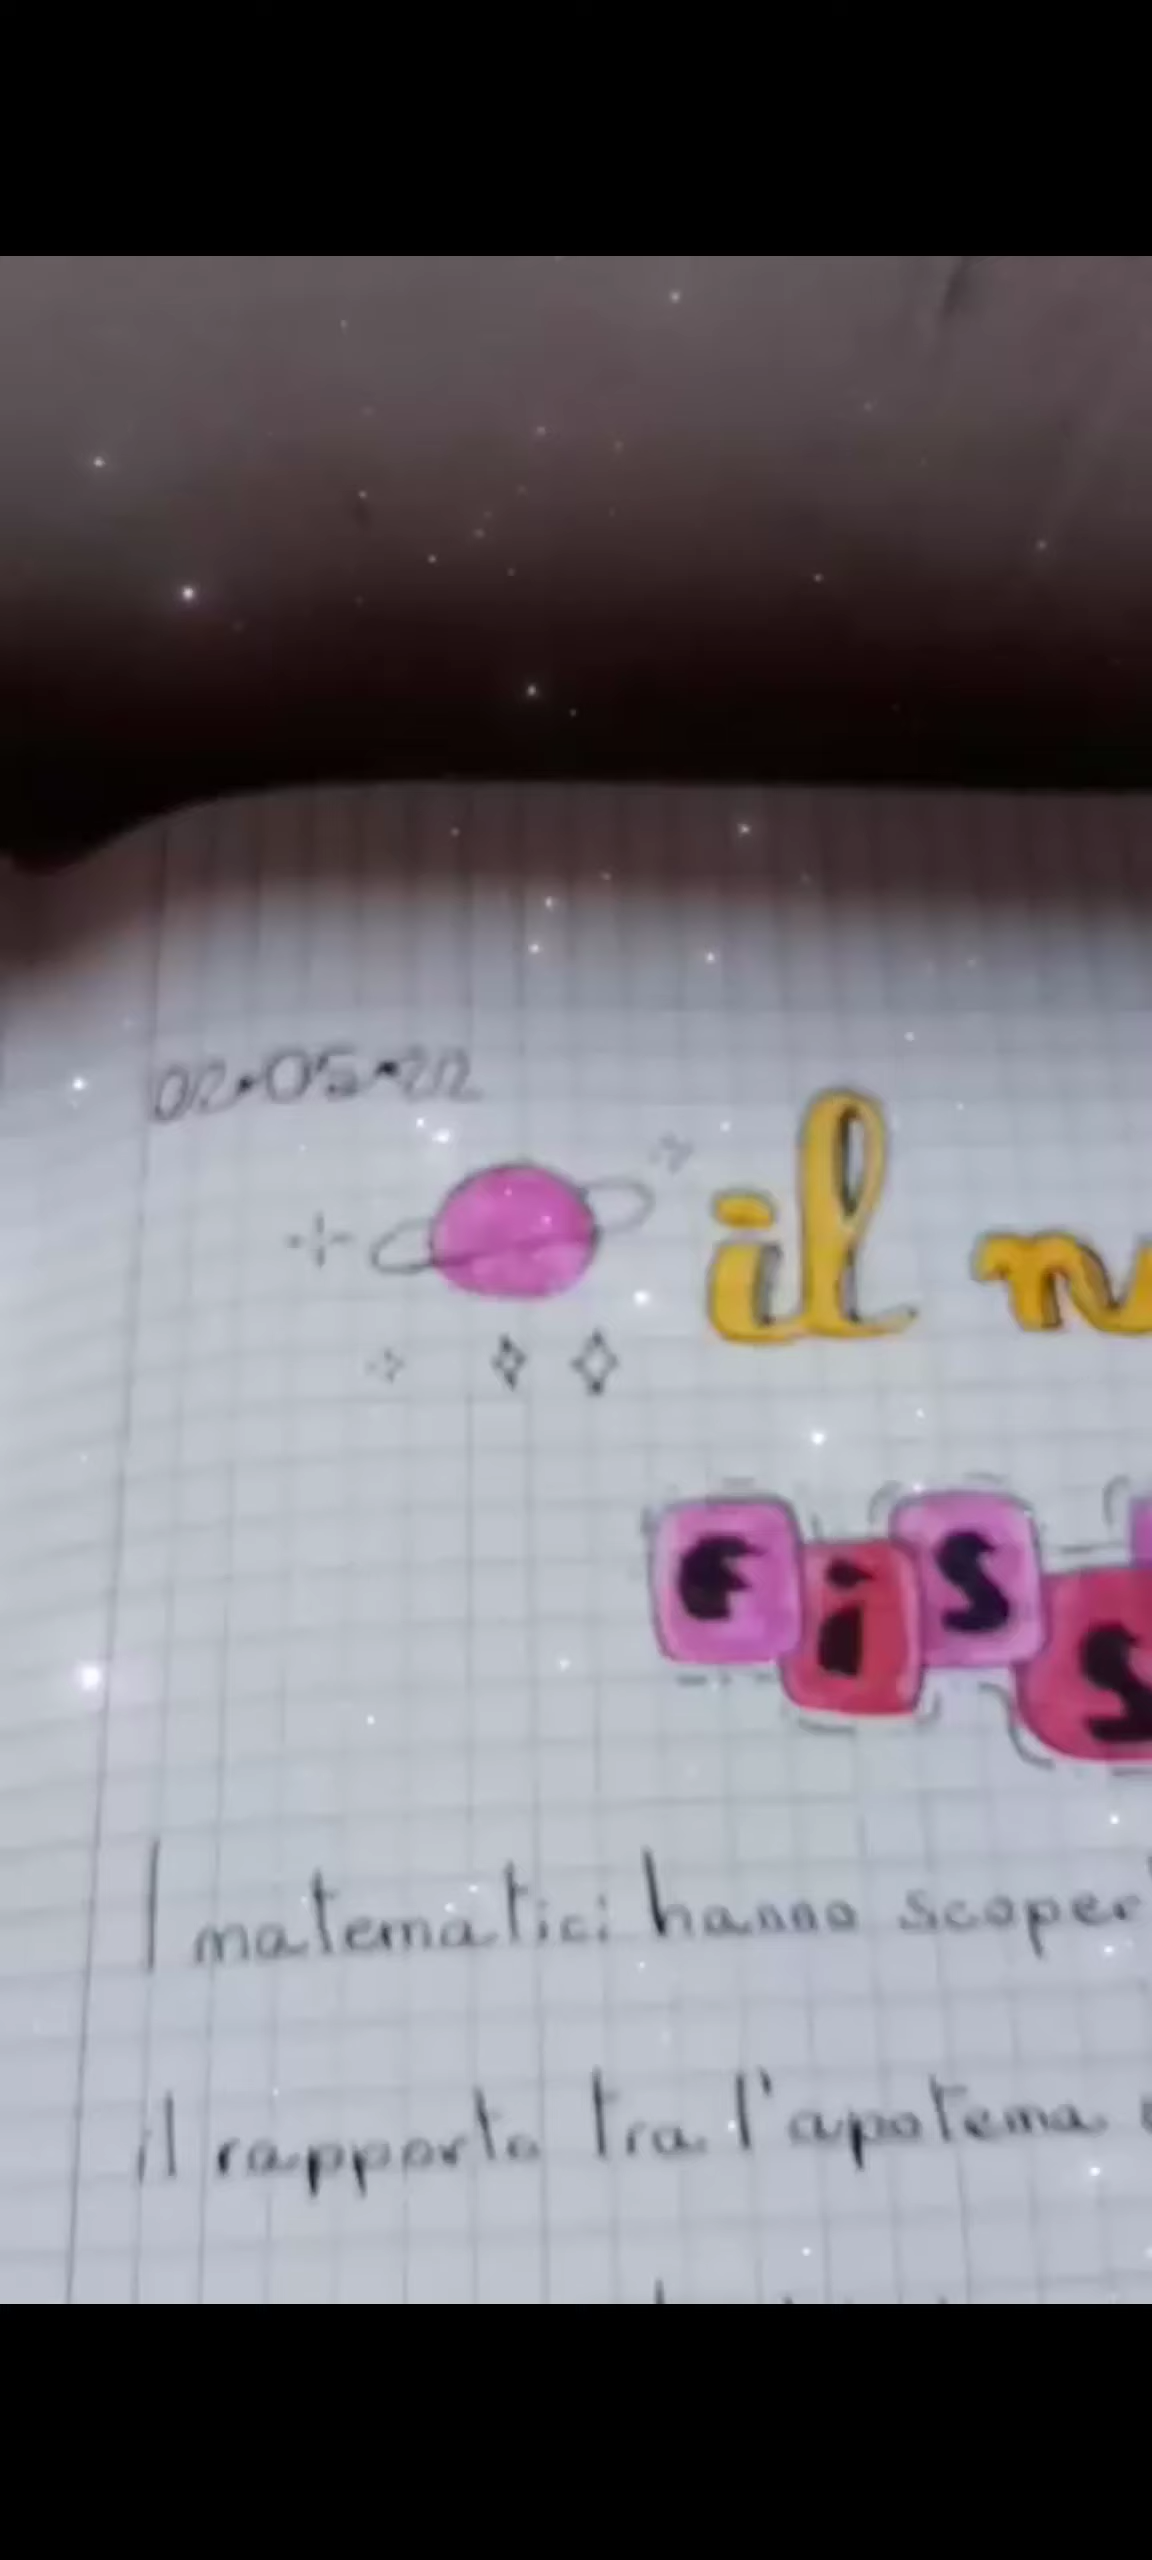 02•05•22
il n
FiSS
I matematici hanno scoper
il rapporto tra l'apotema